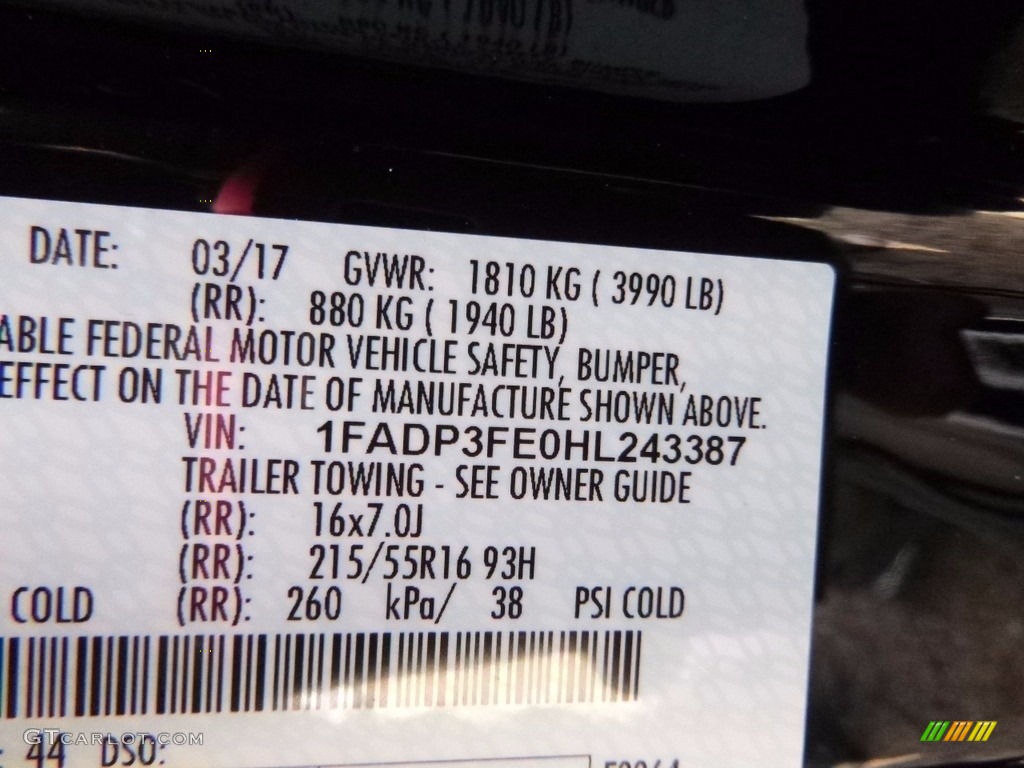 DATE: 03/17 GVWR: 1810 KG ( 3990 LB)
(RR): 880 KG ( 1940 LB)
ABLE FEDERAL MOTOR VEHICLE SAFETY, BUMPER,
EFFECT ON THE DATE OF MANUFACTURE SHOWN ABOVE.
VIN: 1FADP3FE0HL243387
TRAILER TOWING - SEE OWNER GUIDE
(RR): 16x7.0J
(RR): 215/55R16 93H
COLD (RR): 260 kPa/ 38 PSI COLD
: 44 DSO:
GTCARLOT.COM